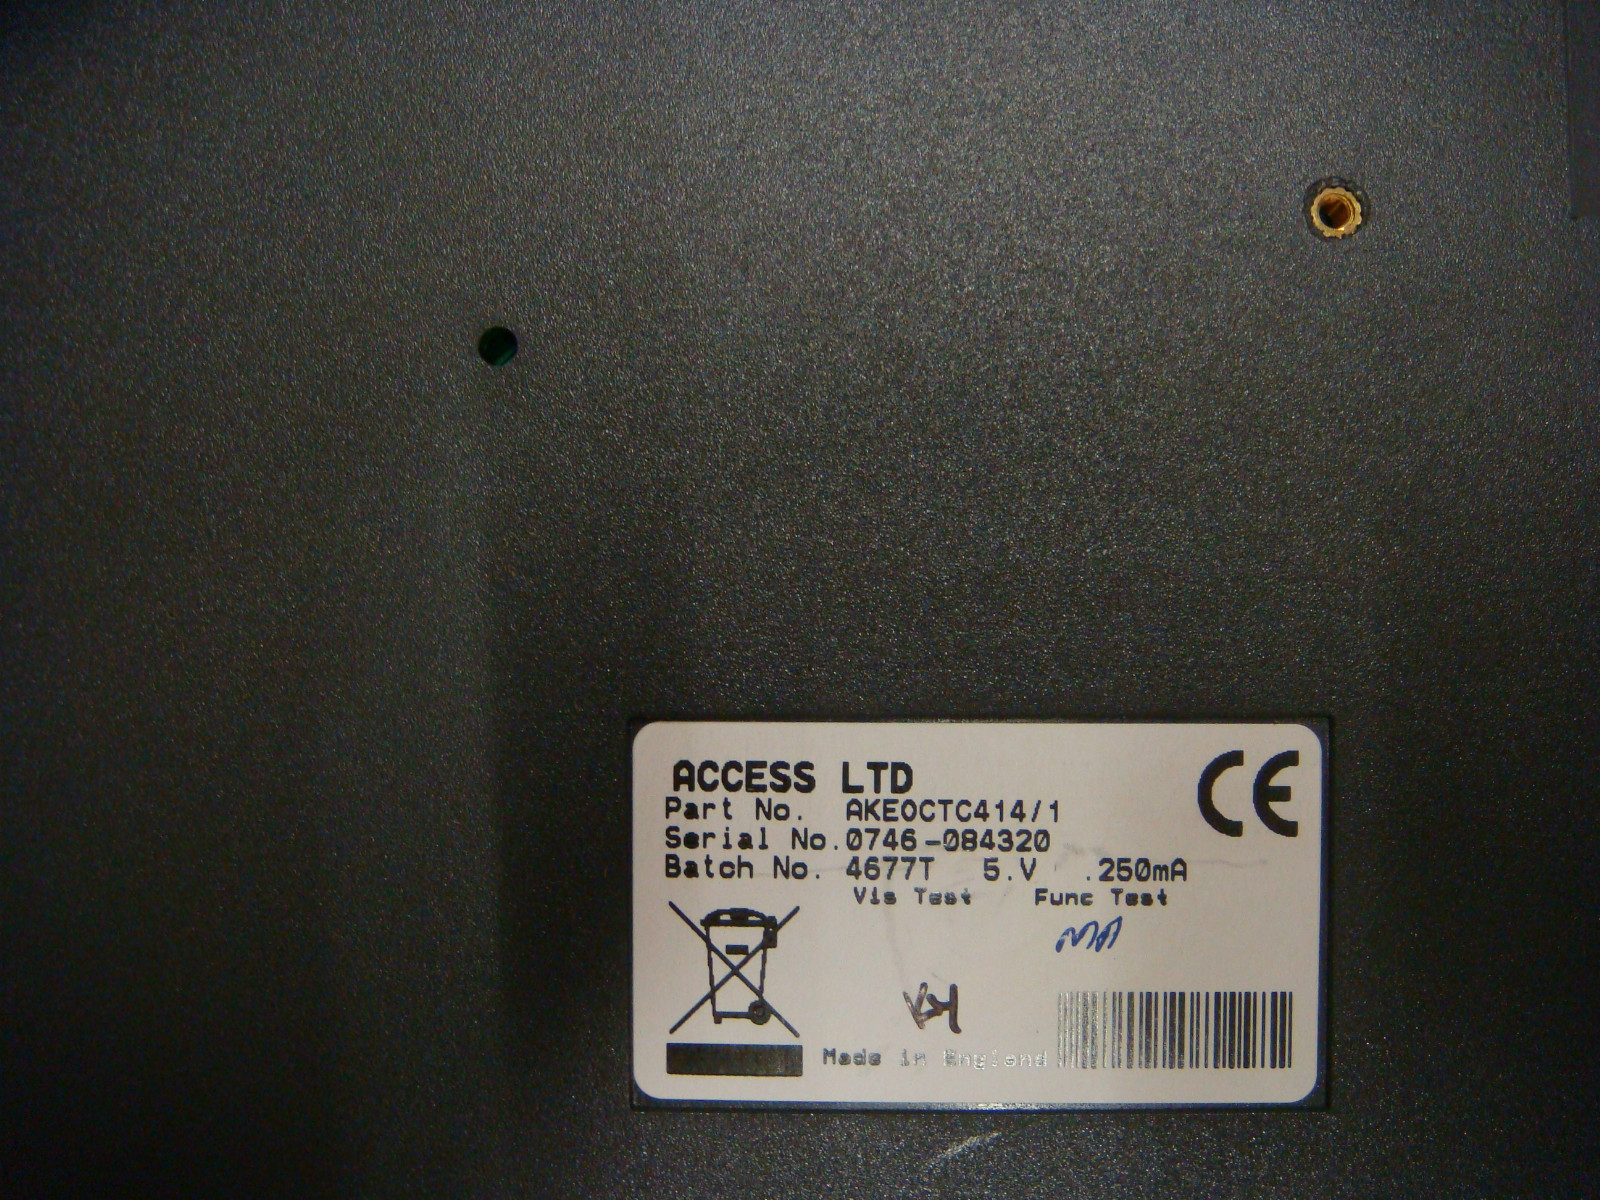 ACCESS LTD CE
Part No. AKEOCTC414/1
Serial No.0746-084320
Batch No. 4677T 5.V .250mA
Vis Test Func Test
Made in England